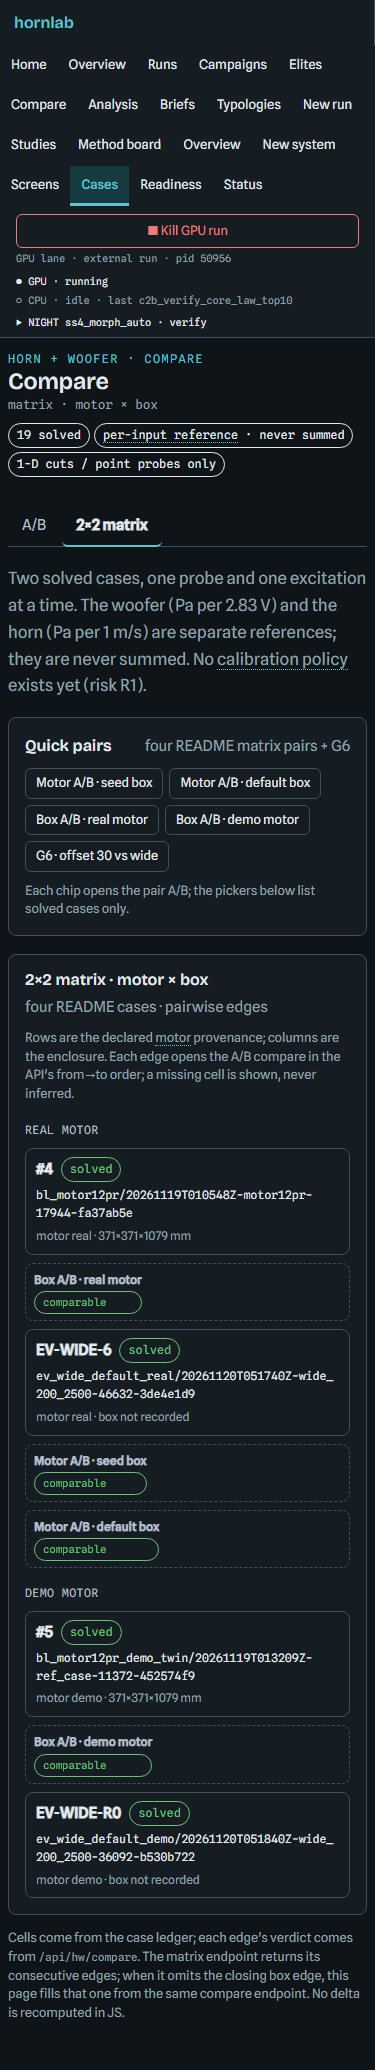 hornlab
Home Overview Runs Campaigns Elites
Compare Analysis Briefs Typologies New run
Studies Method board Overview New system
Screens Cases Readiness Status
Kill GPU run
GPU lane · external run · pid 50956
GPU · running
CPU · idle · last c2b_verify_core_law_top10
NIGHT ss4_morph_auto · verify
HORN + WOOFER · COMPARE
Compare
matrix · motor × box
19 solved per-input reference · never summed
1-D cuts / point probes only
A/B 2×2 matrix
Two solved cases, one probe and one excitation
at a time. The woofer (Pa per 2.83 V) and the
horn (Pa per 1 m/s) are separate references;
they are never summed. No calibration policy
exists yet (risk R1).
Quick pairs four README matrix pairs + G6
Motor A/B · seed box Motor A/B · default box
Box A/B · real motor Box A/B · demo motor
G6 · offset 30 vs wide
Each chip opens the pair A/B; the pickers below list
solved cases only.
2×2 matrix · motor × box
four README cases · pairwise edges
Rows are the declared motor provenance; columns are
the enclosure. Each edge opens the A/B compare in the
API's from→to order; a missing cell is shown, never
inferred.
REAL MOTOR
#4 solved
bl_motor12pr/20261119T010548Z-motor12pr-
17944-fa37ab5e
motor real · 371×371×1079 mm
Box A/B · real motor
comparable
EV-WIDE-6 solved
ev_wide_default_real/20261120T051740Z-wide_
200_2500-46632-3de4e1d9
motor real · box not recorded
Motor A/B · seed box
comparable
Motor A/B · default box
comparable
DEMO MOTOR
#5 solved
bl_motor12pr_demo_twin/20261119T013209Z-
ref_case-11372-452574f9
motor demo · 371×371×1079 mm
Box A/B · demo motor
comparable
EV-WIDE-R0 solved
ev_wide_default_demo/20261120T051840Z-wide_
200_2500-36092-b530b722
motor demo · box not recorded
Cells come from the case ledger; each edge's verdict comes
from /api/hw/compare. The matrix endpoint returns its
consecutive edges; when it omits the closing box edge, this
page fills that one from the same compare endpoint. No delta
is recomputed in JS.